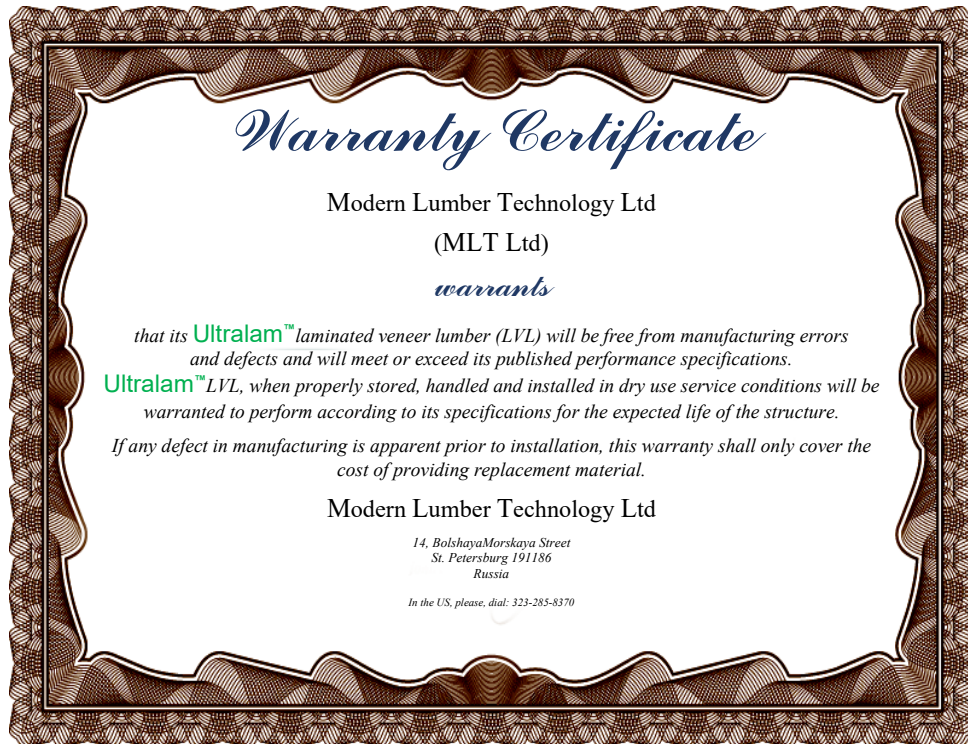 Warranty Certificate
Modern Lumber Technology Ltd
(MLT Ltd)
warrants
that its Ultralam™ laminated veneer lumber (LVL) will be free from manufacturing errors
and defects and will meet or exceed its published performance specifications.
Ultralam™ LVL, when properly stored, handled and installed in dry use service conditions will be
warranted to perform according to its specifications for the expected life of the structure.
If any defect in manufacturing is apparent prior to installation, this warranty shall only cover the
cost of providing replacement material.
Modern Lumber Technology Ltd
14, BolshayaMorskaya Street
St. Petersburg 191186
Russia
In the US, please, dial: 323-285-8370